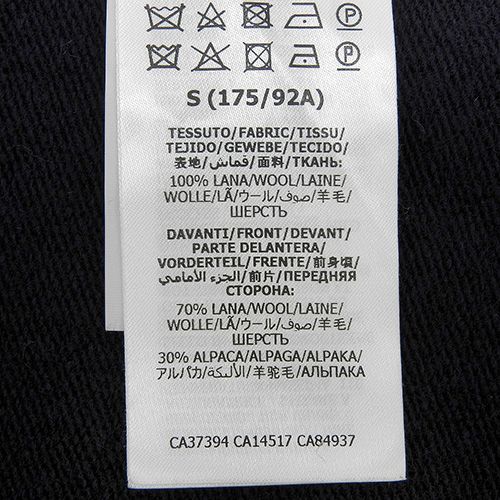 S (175/92A)
TESSUTO/FABRIC/TISSU/
TEJIDO/GEWEBE/TECIDO/
表地/قماش/面料/ТКАНЬ:
100% LANA/WOOL/LAINE/
WOLLE/LÃ/ウール/صوف/羊毛/
ШЕРСТЬ
DAVANTI/FRONT/DEVANT/
PARTE DELANTERA/
VORDERTEIL/FRENTE/前身頃/
الجزء الأمامي/前片/ПЕРЕДНЯЯ
СТОРОНА:
70% LANA/WOOL/LAINE/
WOLLE/LÃ/ウール/صوف/羊毛/
ШЕРСТЬ
30% ALPACA/ALPAGA/ALPAKA/
アルパカ/الألبكة/羊驼毛/АЛЬПАКА
CA37394 CA14517 CA84937